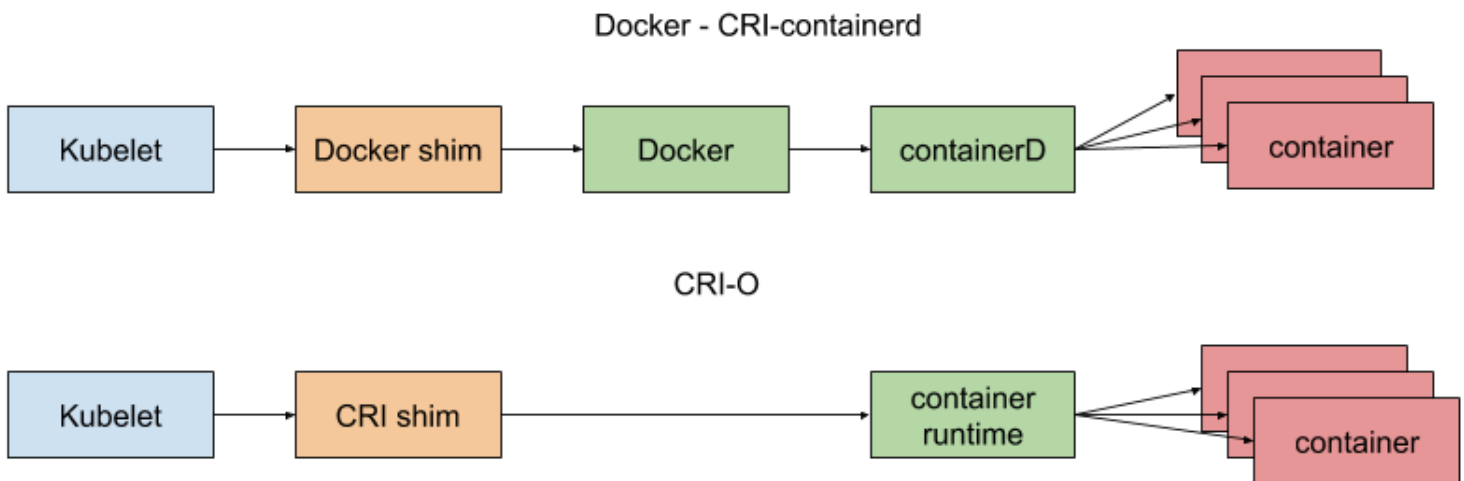 Docker - CRI-containerd
Kubelet
Docker shim
Docker
containerD
container
CRI-O
Kubelet
CRI shim
container
runtime
container